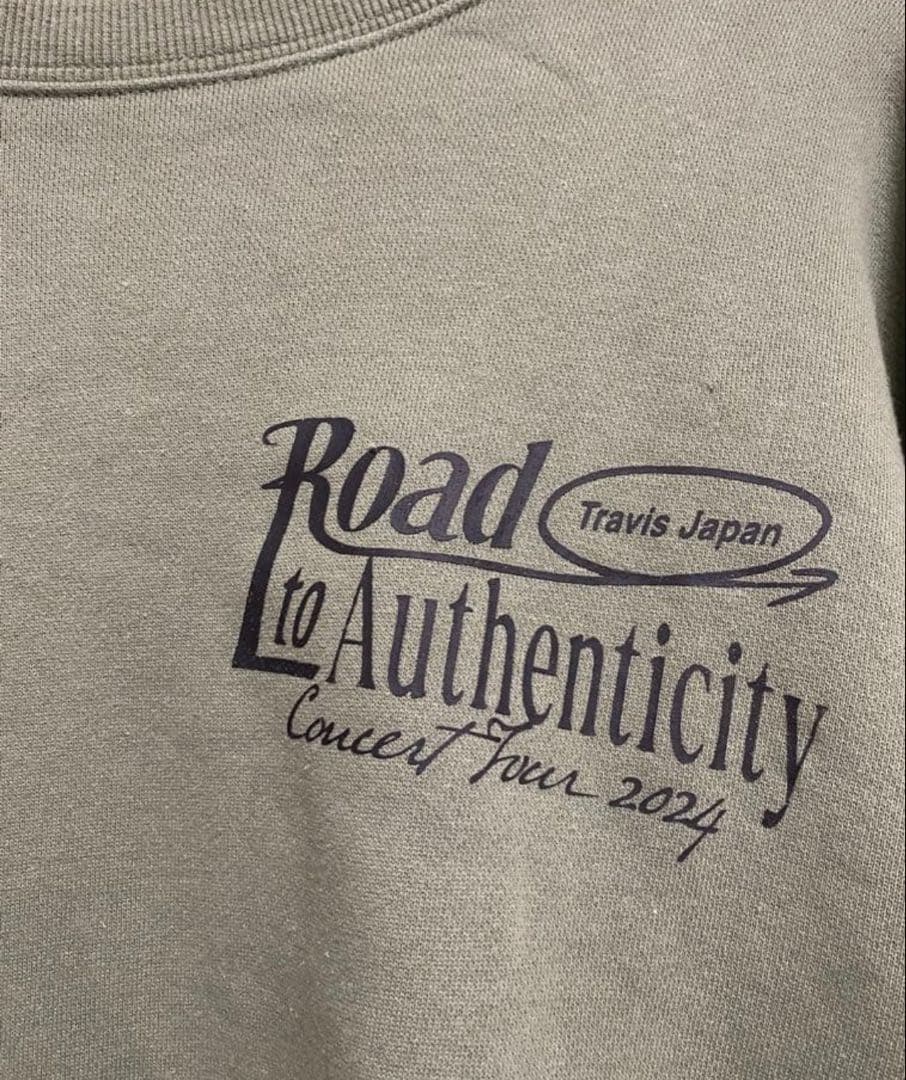 Road
Travis Japan
to Authenticity
Concert Tour 2024